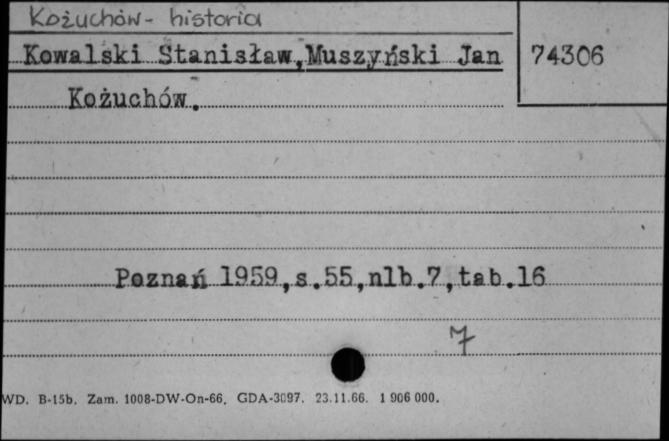 Kożuchów - historia
Kowalski Stanisław, Muszyński Jan
74306
Kożuchów.
Poznań 1959, s.55, nlb.7, tab.16
7
WD. B-15b. Zam. 1008-DW-On-66. GDA-3097. 23.11.66. 1 906 000.